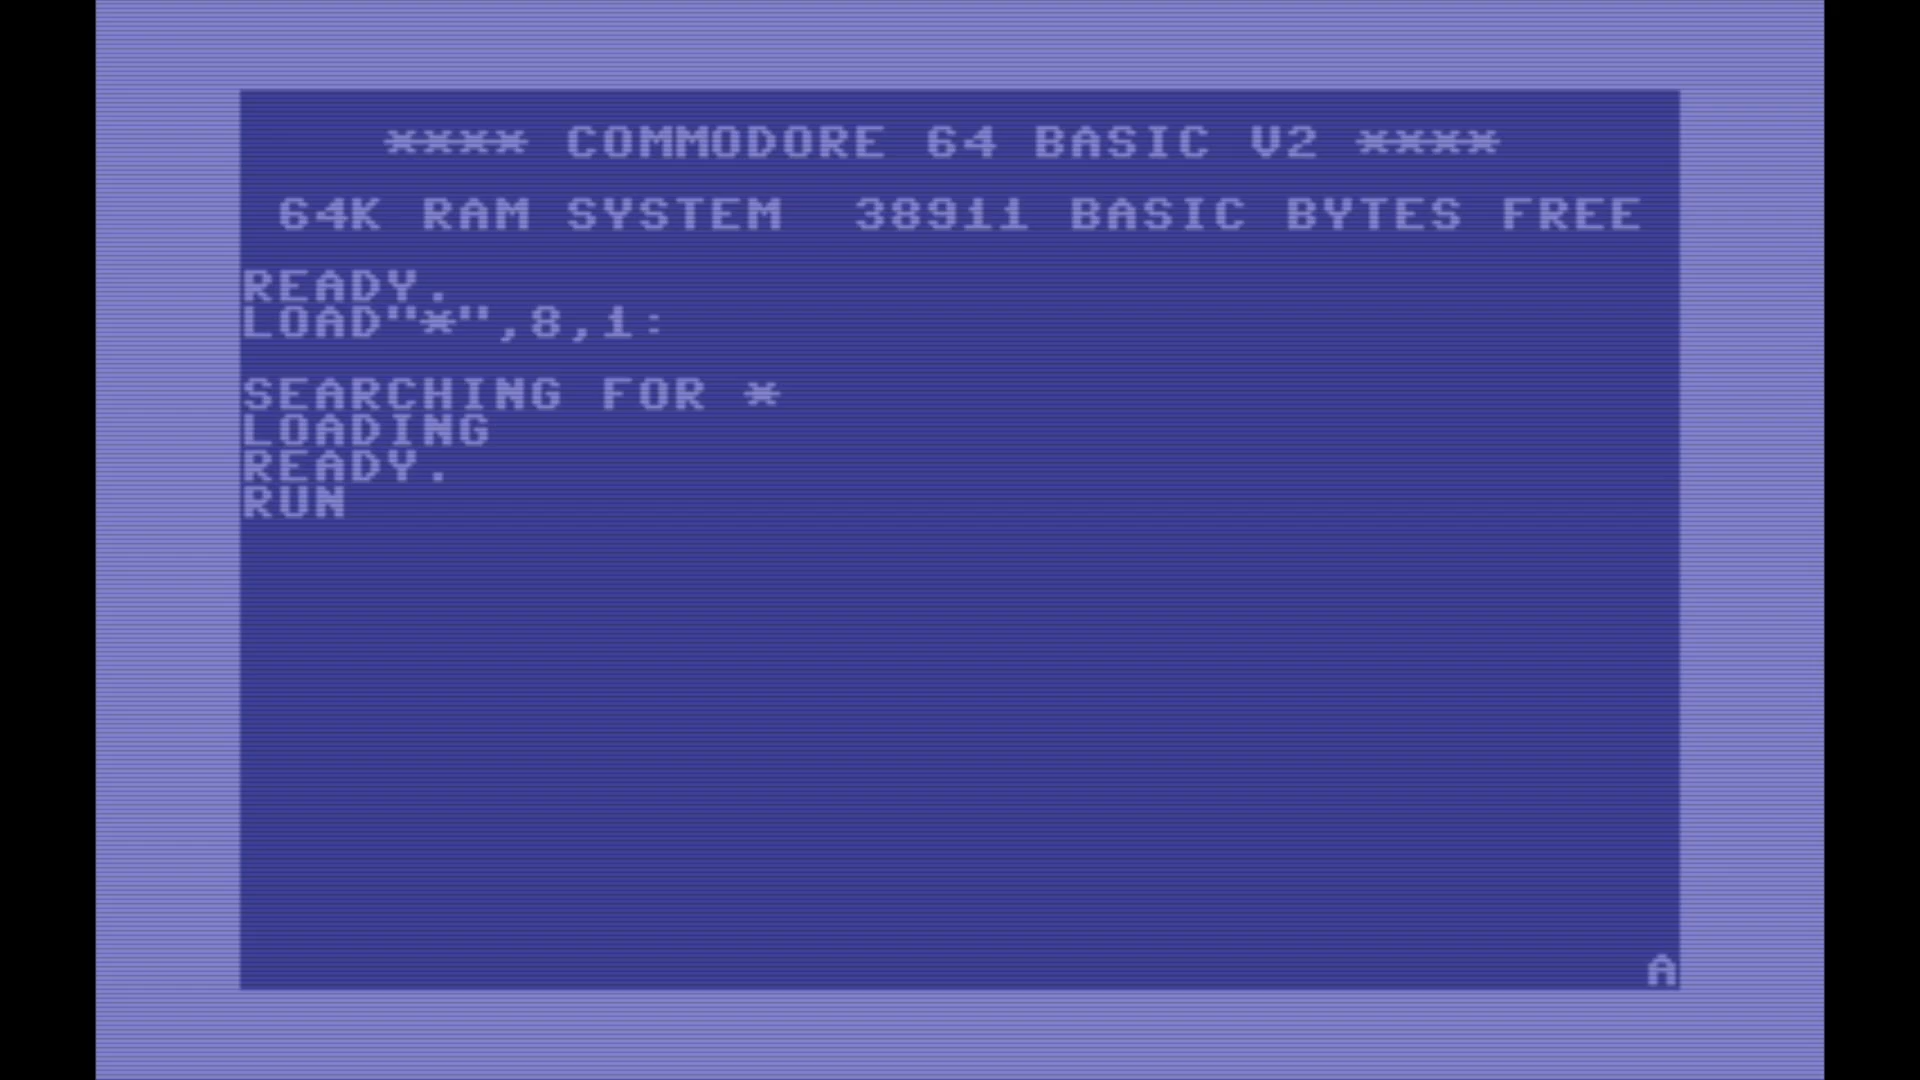 **** COMMODORE 64 BASIC V2 ****
64K RAM SYSTEM  38911 BASIC BYTES FREE
READY.
LOAD"*",8,1:
SEARCHING FOR *
LOADING
READY.
RUN
A